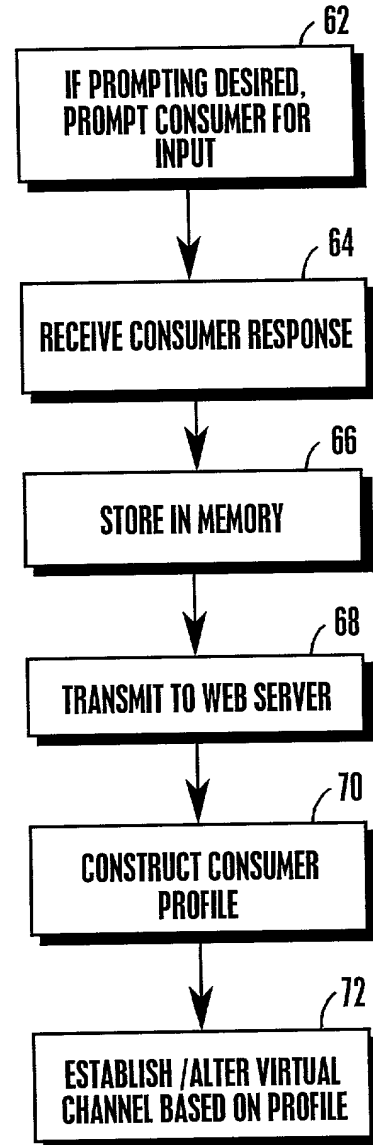 62
IF PROMPTING DESIRED,
PROMPT CONSUMER FOR
INPUT
64
RECEIVE CONSUMER RESPONSE
66
STORE IN MEMORY
68
TRANSMIT TO WEB SERVER
70
CONSTRUCT CONSUMER
PROFILE
72
ESTABLISH /ALTER VIRTUAL
CHANNEL BASED ON PROFILE